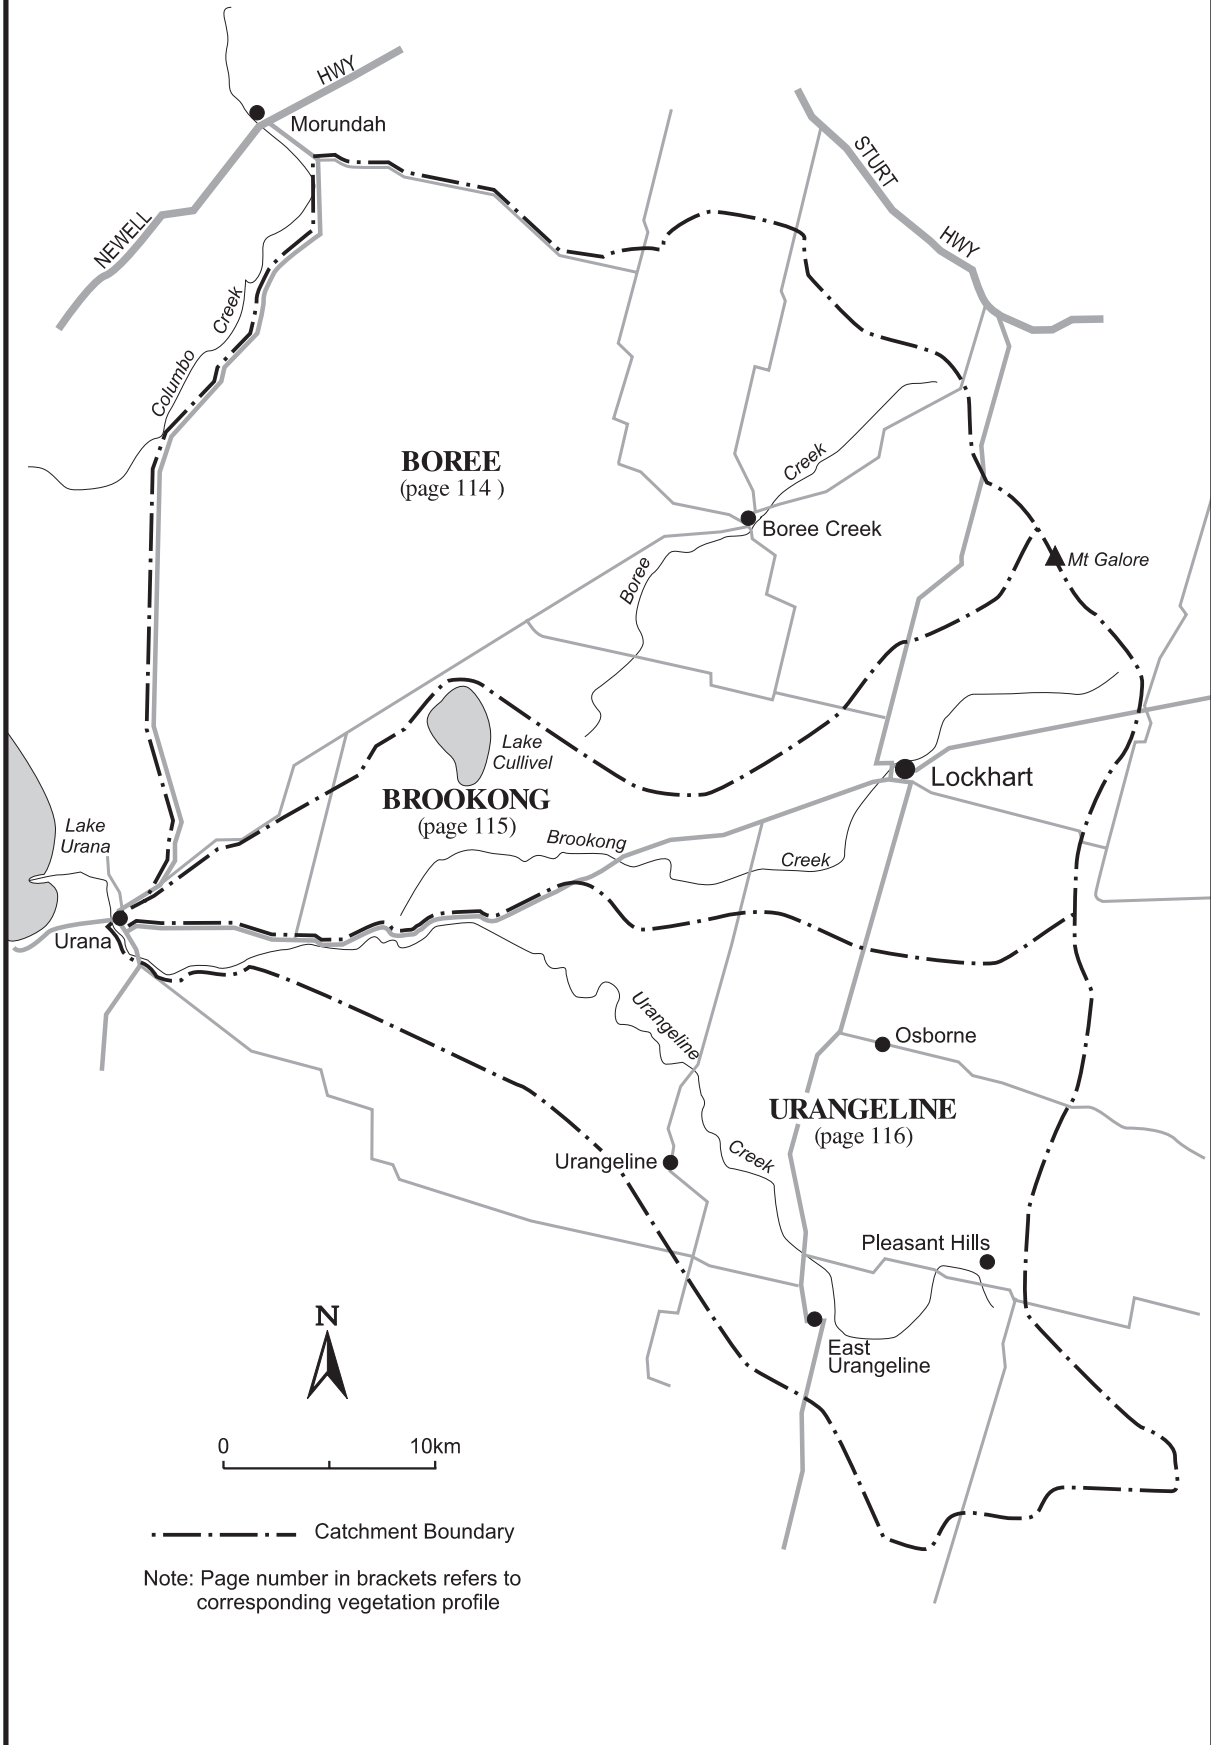 HWY
Morundah
STURT
NEWELL
HWY
Creek
Columbo
BOREE
(page 114 )
Creek
Boree Creek
Mt Galore
Boree
Lake
Cullivel
Lockhart
BROOKONG
(page 115)
Lake
Urana
Brookong
Creek
Urana
Urangeline
Osborne
URANGELINE
(page 116)
Creek
Urangeline
Pleasant Hills
N
East
Urangeline
0 10km
Catchment Boundary
Note: Page number in brackets refers to
corresponding vegetation profile